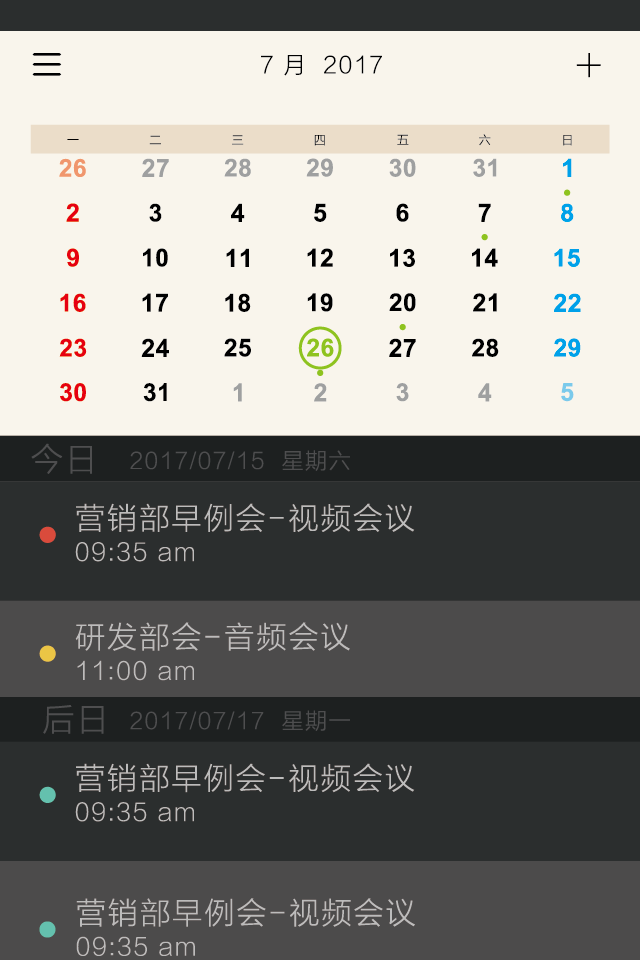 7 月 2017
一 二 三 四 五 六 日
26 27 28 29 30 31 1
2 3 4 5 6 7 8
9 10 11 12 13 14 15
16 17 18 19 20 21 22
23 24 25 26 27 28 29
30 31 1 2 3 4 5
今日 2017/07/15 星期六
营销部早例会-视频会议
09:35 am
研发部会-音频会议
11:00 am
后日 2017/07/17 星期一
营销部早例会-视频会议
09:35 am
营销部早例会-视频会议
09:35 am